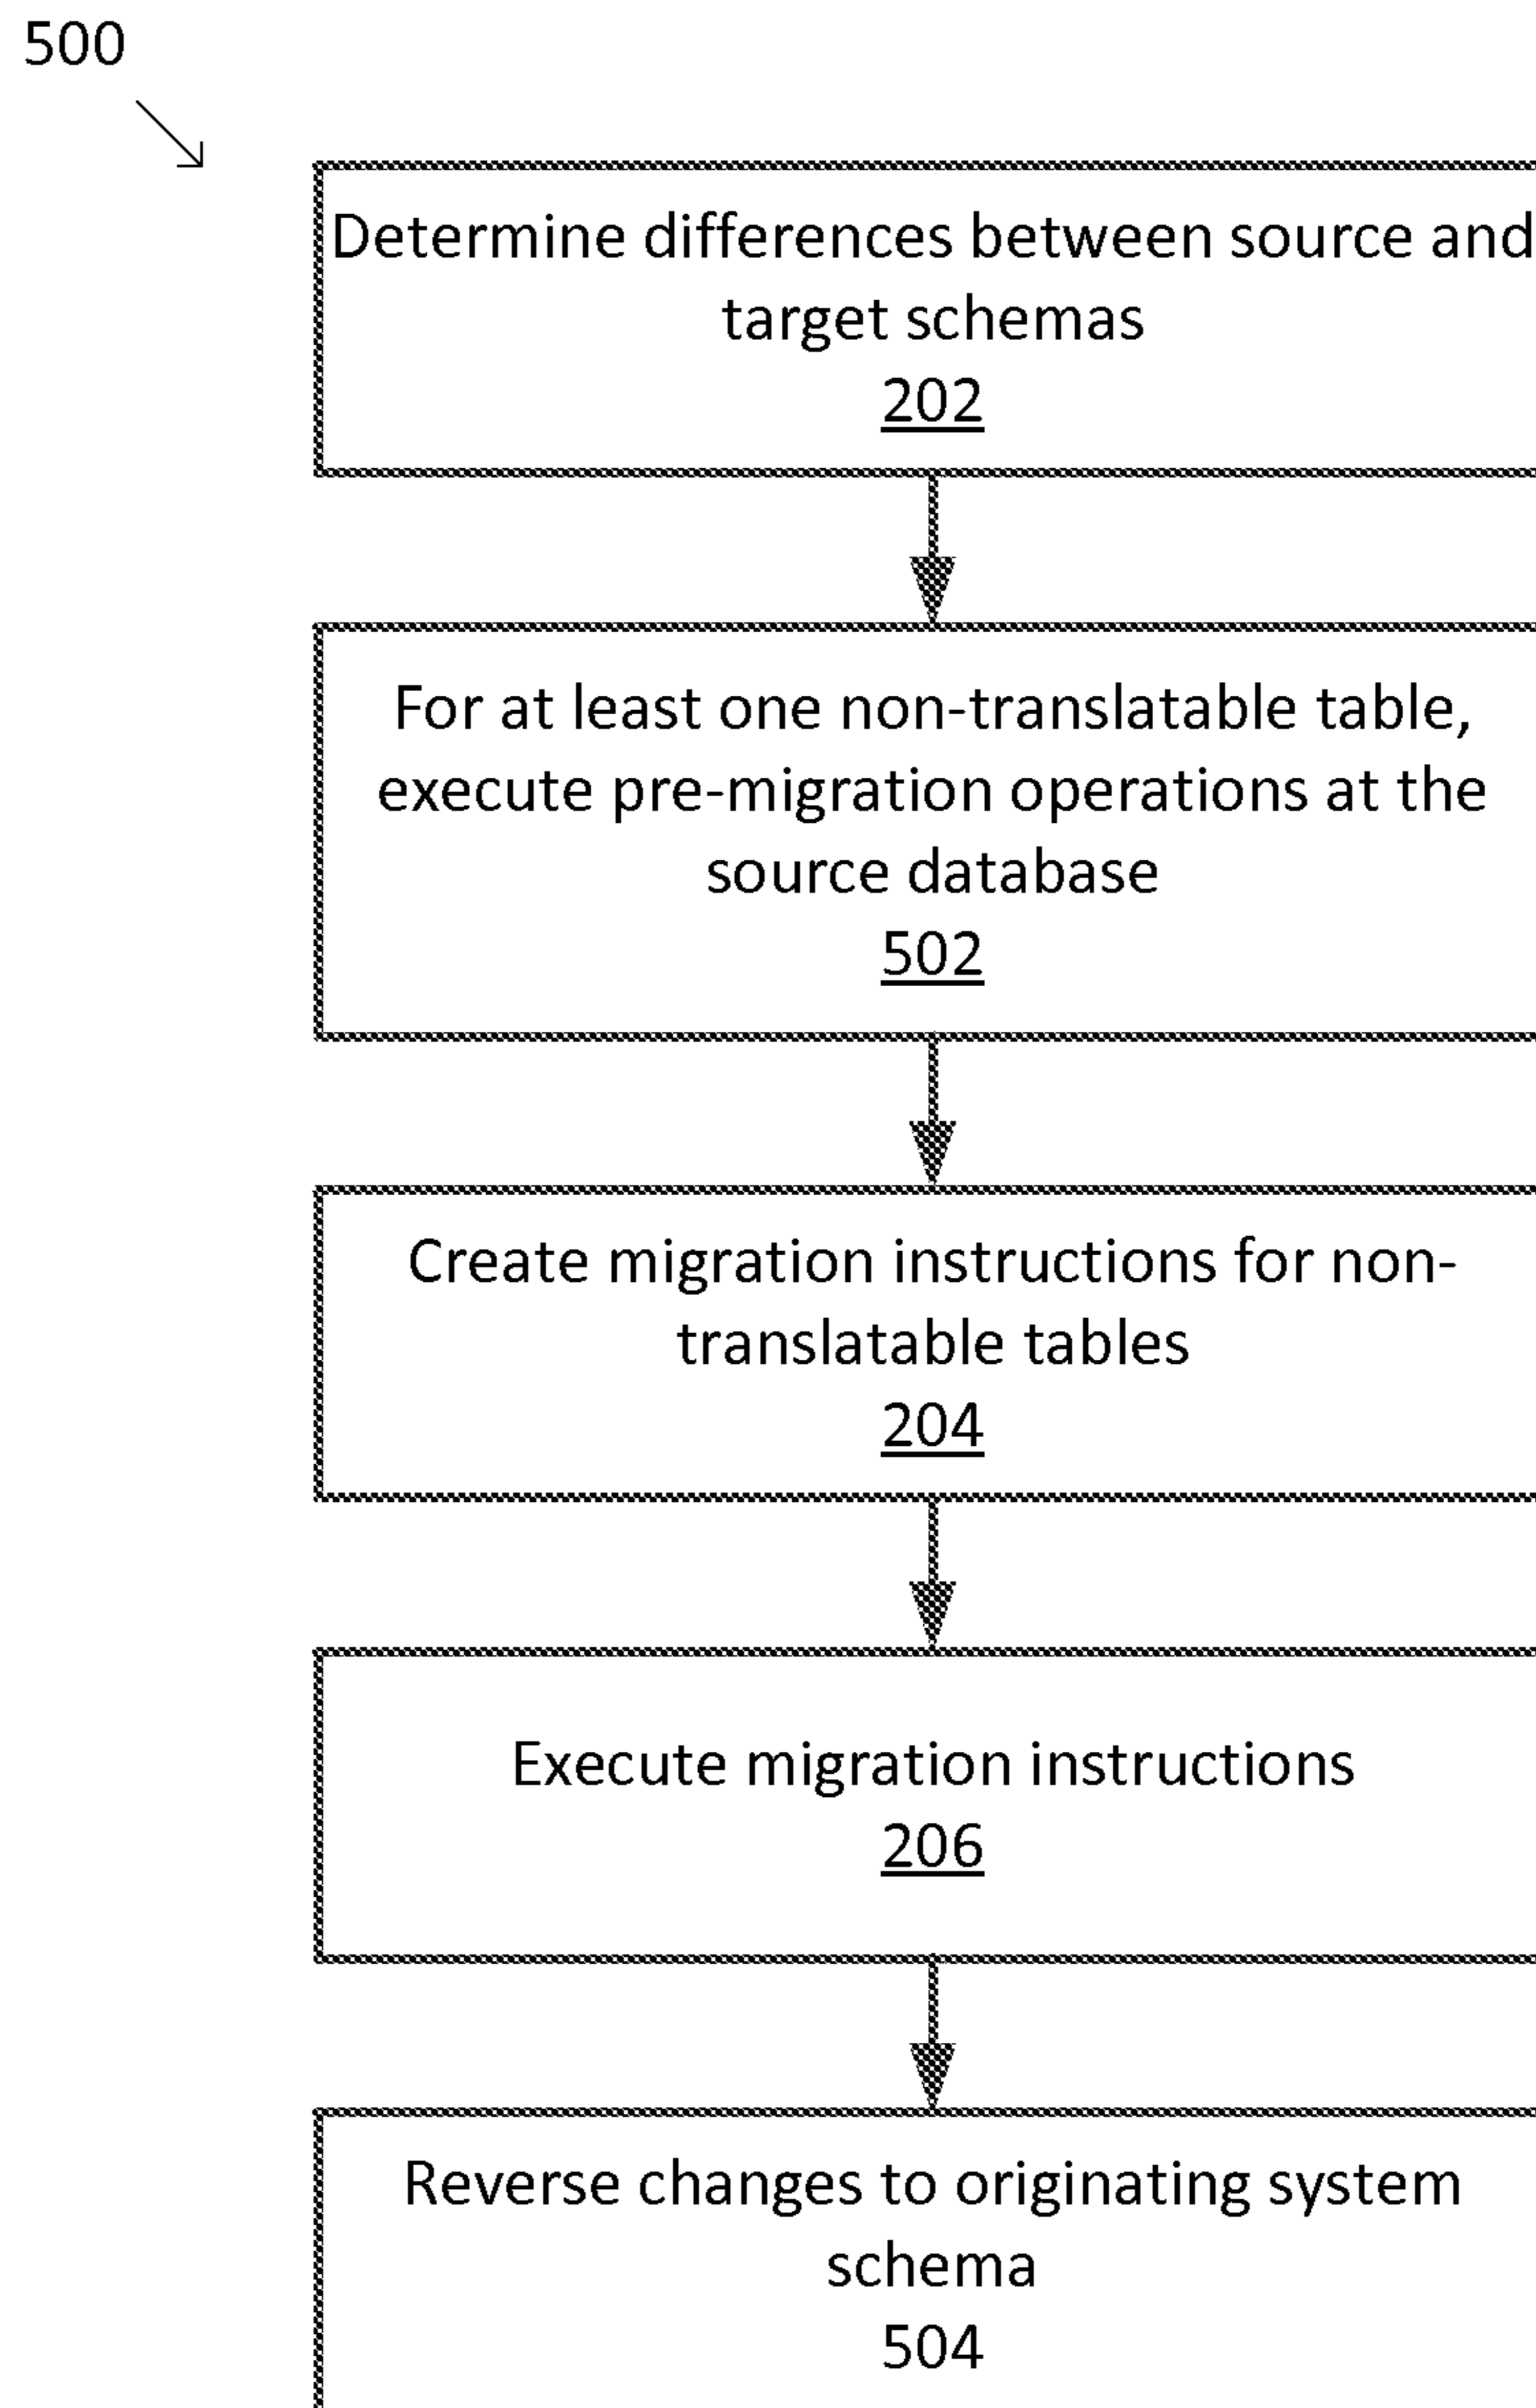 500
Determine differences between source and
target schemas
202
For at least one non-translatable table,
execute pre-migration operations at the
source database
502
Create migration instructions for non-
translatable tables
204
Execute migration instructions
206
Reverse changes to originating system
schema
504